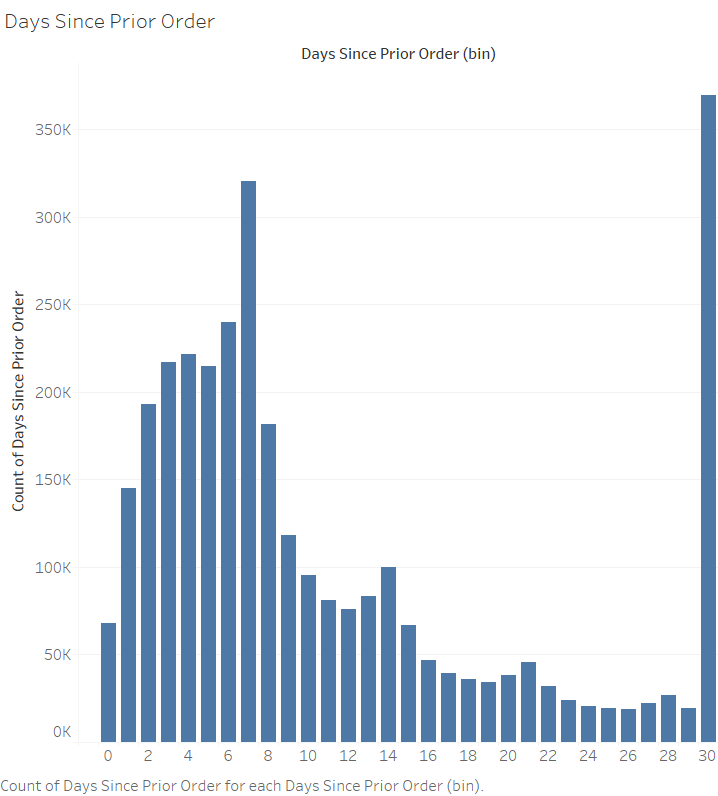 Days Since Prior Order
Days Since Prior Order (bin)
350K
300K
250K
200K
150K
100K
50K
0K
Count of Days Since Prior Order
0 2 4 6 8 10 12 14 16 18 20 22 24 26 28 30
Count of Days Since Prior Order for each Days Since Prior Order (bin).